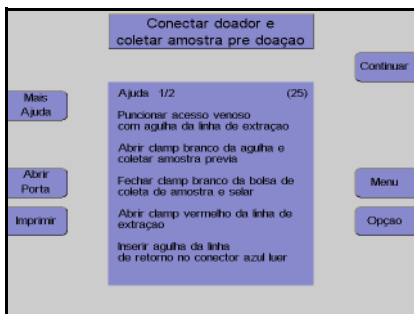 Conectar doador e
coletar amostra pre doaçao
Continuar
Mais
Ajuda
Ajuda 1/2 (25)
Puncionar acesso venoso
com agulha da linha de extraçao
Abrir clamp branco da agulha e
coletar amostra previa
Fechar clamp branco da bolsa de
coleta de amostra e selar
Abrir clamp vermelho da linha de
extraçao
Inserir agulha da linha
de retorno no conector azul luer
Abrir
Porta
Menu
Imprimir
Opçao